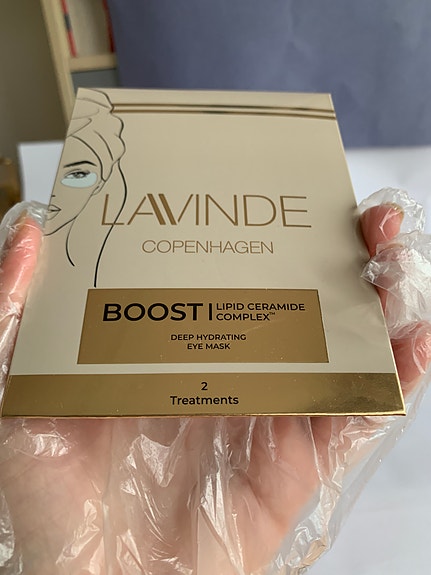 LAVINDE
COPENHAGEN
BOOST | LIPID CERAMIDE
COMPLEX™
DEEP HYDRATING
EYE MASK
2
Treatments